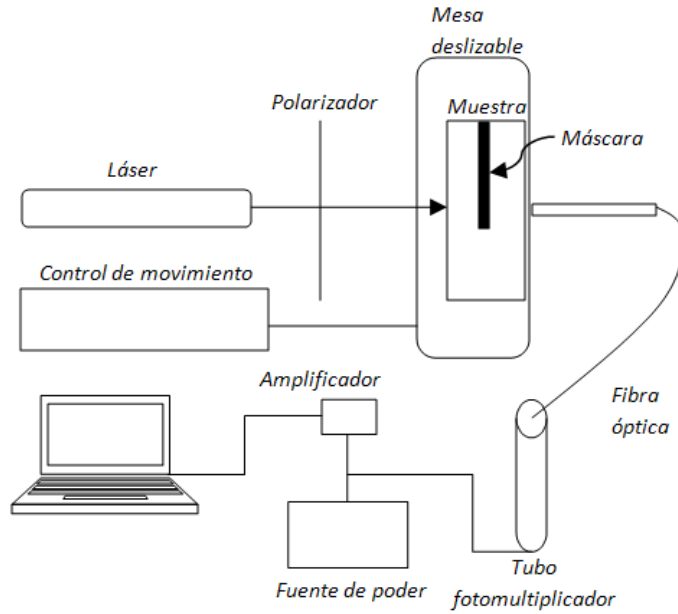 Mesa
deslizable
Polarizador
Muestra
Máscara
Láser
Control de movimiento
Amplificador
Fibra
óptica
Fuente de poder
Tubo
fotomultiplicador